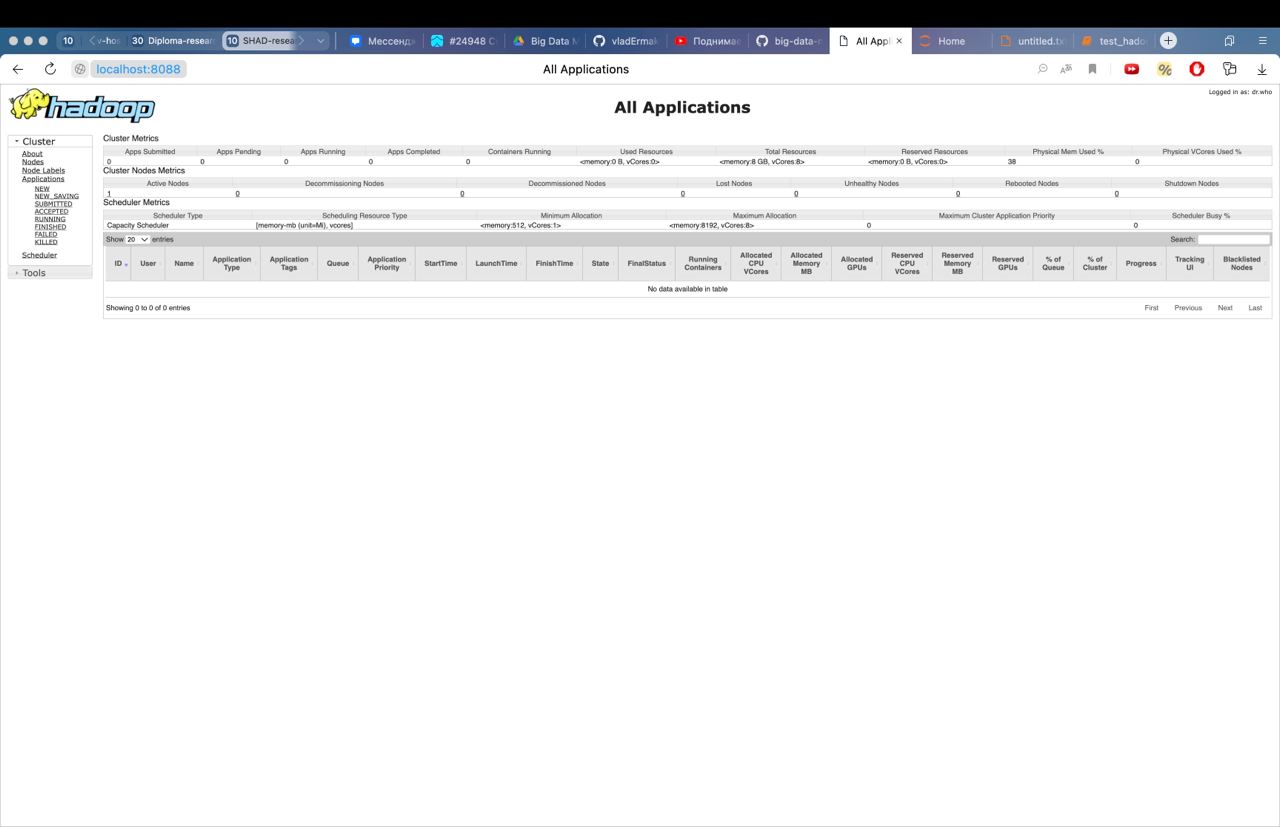 10 v-hos 30 Diploma-resear 10 SHAD-resea Мессендж #24948 C Big Data M vladErmak Поднимае big-data- All Appl Home untitled.tx test_hado
localhost:8088 All Applications
Logged in as: dr.who
hadoop All Applications
Cluster
About
Nodes
Node Labels
Applications
NEW
NEW_SAVING
SUBMITTED
ACCEPTED
RUNNING
FINISHED
FAILED
KILLED
Scheduler
Tools
Cluster Metrics
Apps Submitted Apps Pending Apps Running Apps Completed Containers Running Used Resources Total Resources Reserved Resources Physical Mem Used % Physical VCores Used %
0 0 0 0 0 <memory:0 B, vCores:0> <memory:8 GB, vCores:8> <memory:0 B, vCores:0> 38 0
Cluster Nodes Metrics
Active Nodes Decommissioning Nodes Decommissioned Nodes Lost Nodes Unhealthy Nodes Rebooted Nodes Shutdown Nodes
1 0 0 0 0 0 0
Scheduler Metrics
Scheduler Type Scheduling Resource Type Minimum Allocation Maximum Allocation Maximum Cluster Application Priority Scheduler Busy %
Capacity Scheduler [memory-mb (unit=Mi), vcores] <memory:512, vCores:1> <memory:8192, vCores:8> 0 0
Show 20 entries Search:
ID User Name Application Type Application Tags Queue Application Priority StartTime LaunchTime FinishTime State FinalStatus Running Containers Allocated CPU VCores Allocated Memory MB Allocated GPUs Reserved CPU VCores Reserved Memory MB Reserved GPUs % of Queue % of Cluster Progress Tracking UI Blacklisted Nodes
No data available in table
Showing 0 to 0 of 0 entries First Previous Next Last